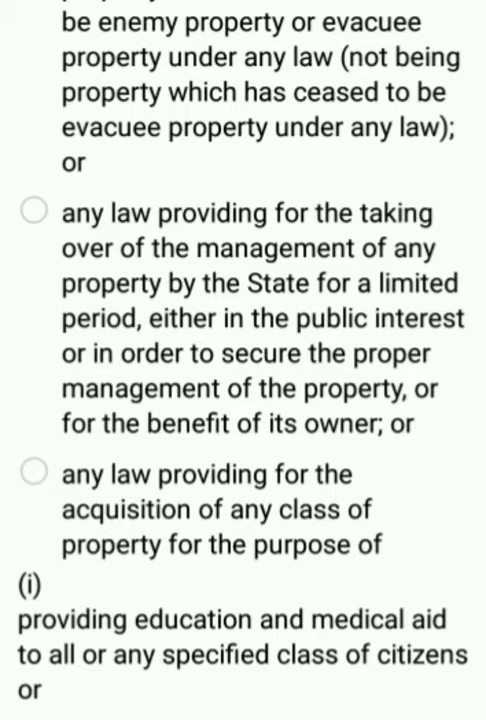 be enemy property or evacuee
property under any law (not being
property which has ceased to be
evacuee property under any law);
or
any law providing for the taking
over of the management of any
property by the State for a limited
period, either in the public interest
or in order to secure the proper
management of the property, or
for the benefit of its owner; or
any law providing for the
acquisition of any class of
property for the purpose of
(i)
providing education and medical aid
to all or any specified class of citizens
or